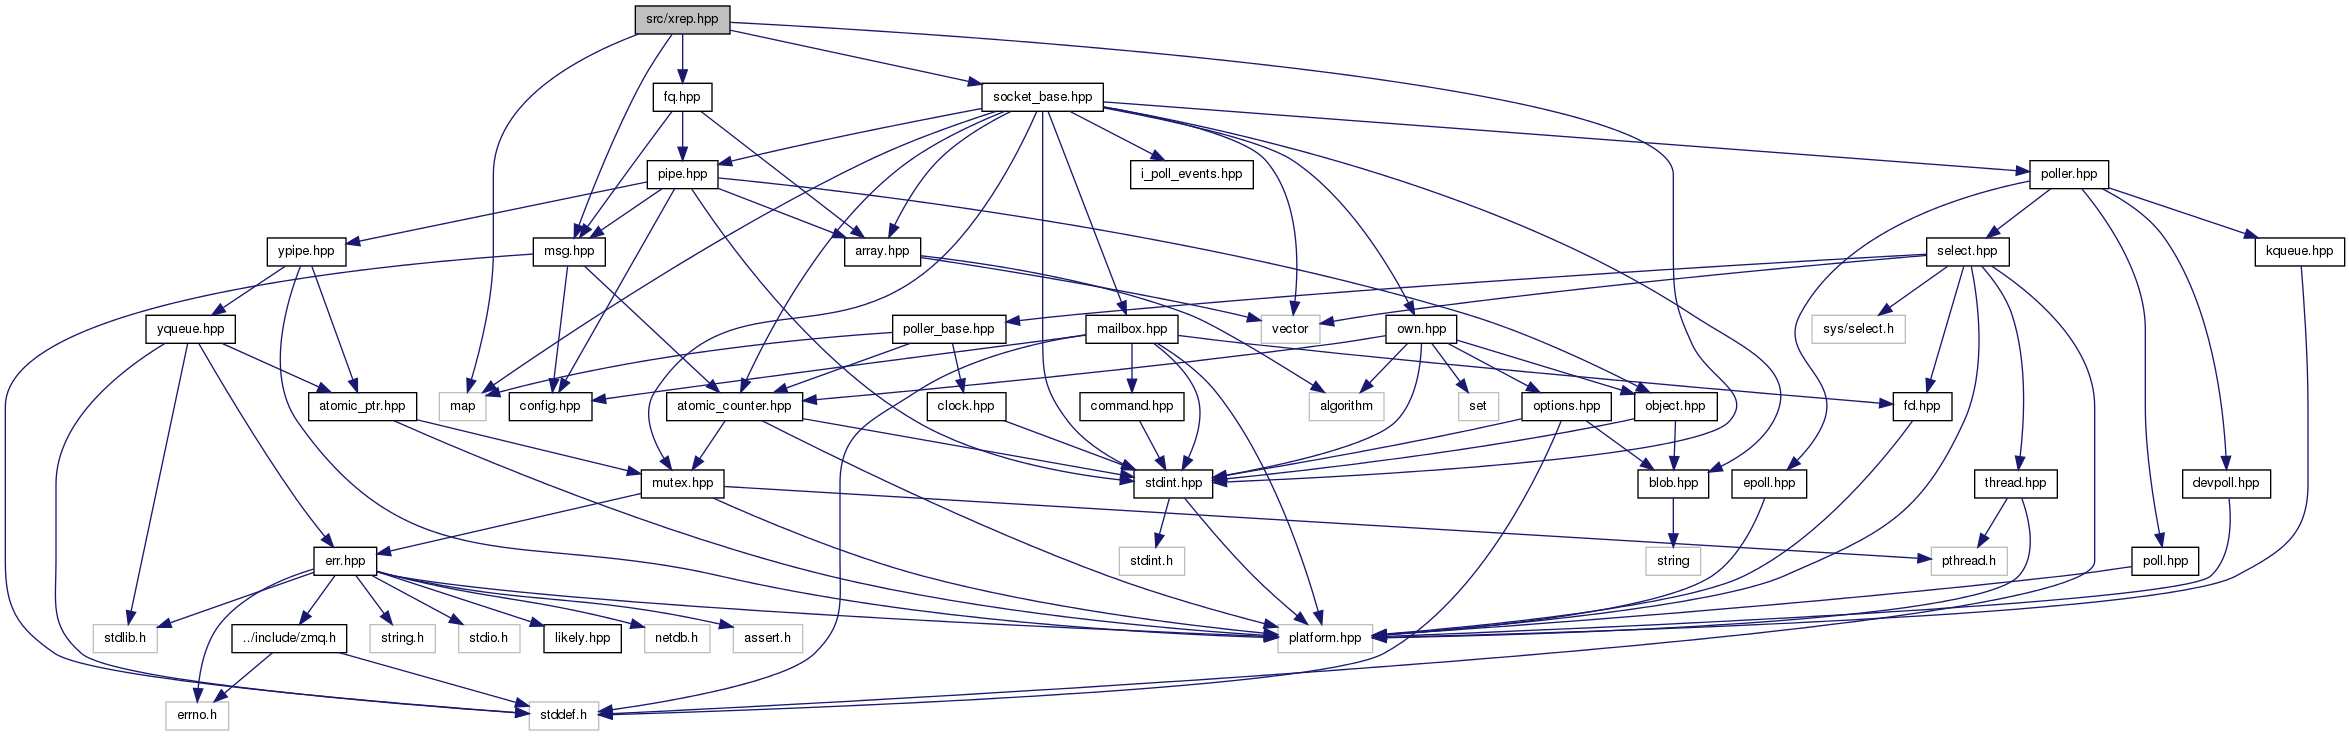 src/xrep.hpp
fq.hpp
socket_base.hpp
pipe.hpp
i_poll_events.hpp
poller.hpp
ypipe.hpp
msg.hpp
array.hpp
select.hpp
kqueue.hpp
yqueue.hpp
poller_base.hpp
mailbox.hpp
vector
own.hpp
sys/select.h
atomic_ptr.hpp
map
config.hpp
atomic_counter.hpp
clock.hpp
command.hpp
algorithm
set
options.hpp
object.hpp
fd.hpp
mutex.hpp
stdint.hpp
blob.hpp
epoll.hpp
thread.hpp
devpoll.hpp
err.hpp
stdint.h
string
pthread.h
poll.hpp
stdlib.h
../include/zmq.h
string.h
stdio.h
likely.hpp
netdb.h
assert.h
platform.hpp
errno.h
stddef.h